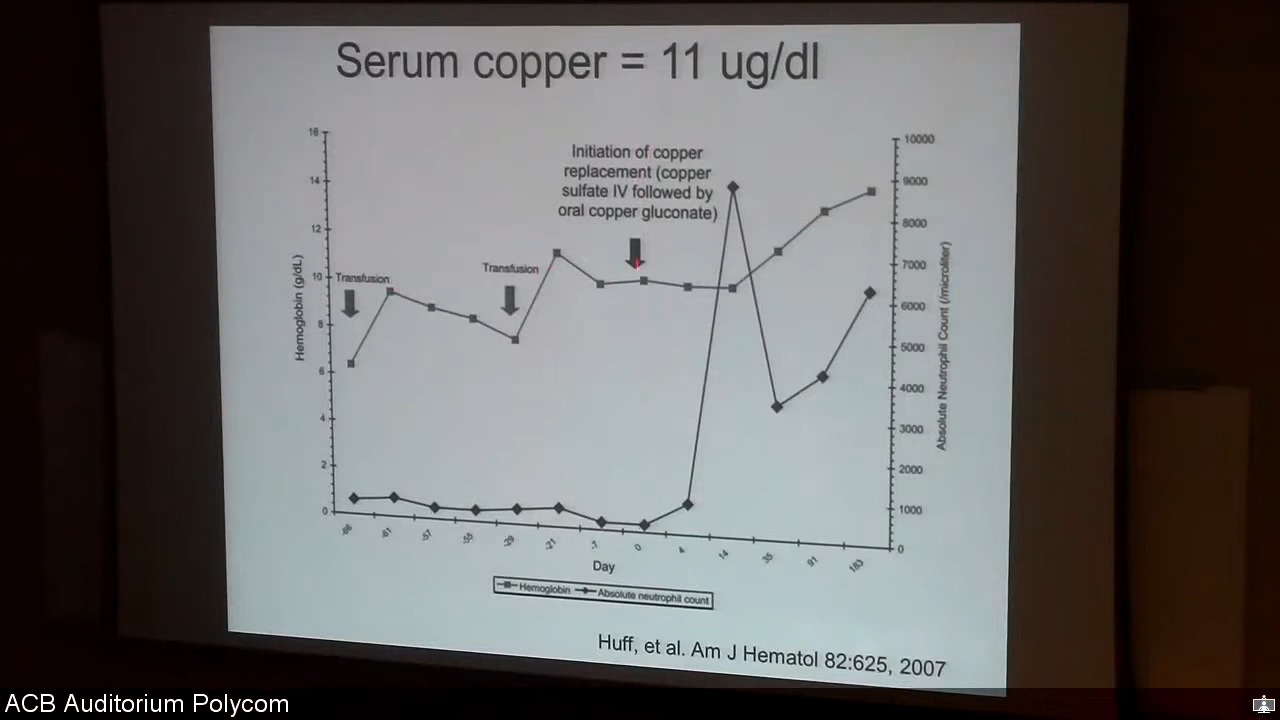 Serum copper = 11 ug/dl
Initiation of copper
replacement (copper
sulfate IV followed by
oral copper gluconate)
Transfusion
Transfusion
Hemoglobin (g/dL)
16
14
12
10
8
6
4
2
0
Absolute Neutrophil Count (/microliter)
10000
9000
8000
7000
6000
5000
4000
3000
2000
1000
0
-61
-57
-29
-21
-1
0
4
14
35
91
183
Day
Hemoglobin
Absolute neutrophil count
Huff, et al. Am J Hematol 82:625, 2007
ACB Auditorium Polycom